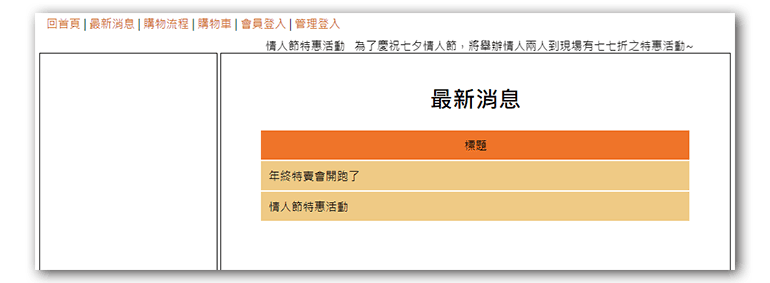 回首頁 | 最新消息 | 購物流程 | 購物車 | 會員登入 | 管理登入
情人節特惠活動 為了慶祝七夕情人節，將舉辦情人兩人到現場有七七折之特惠活動~
最新消息
標題
年終特賣會開跑了
情人節特惠活動